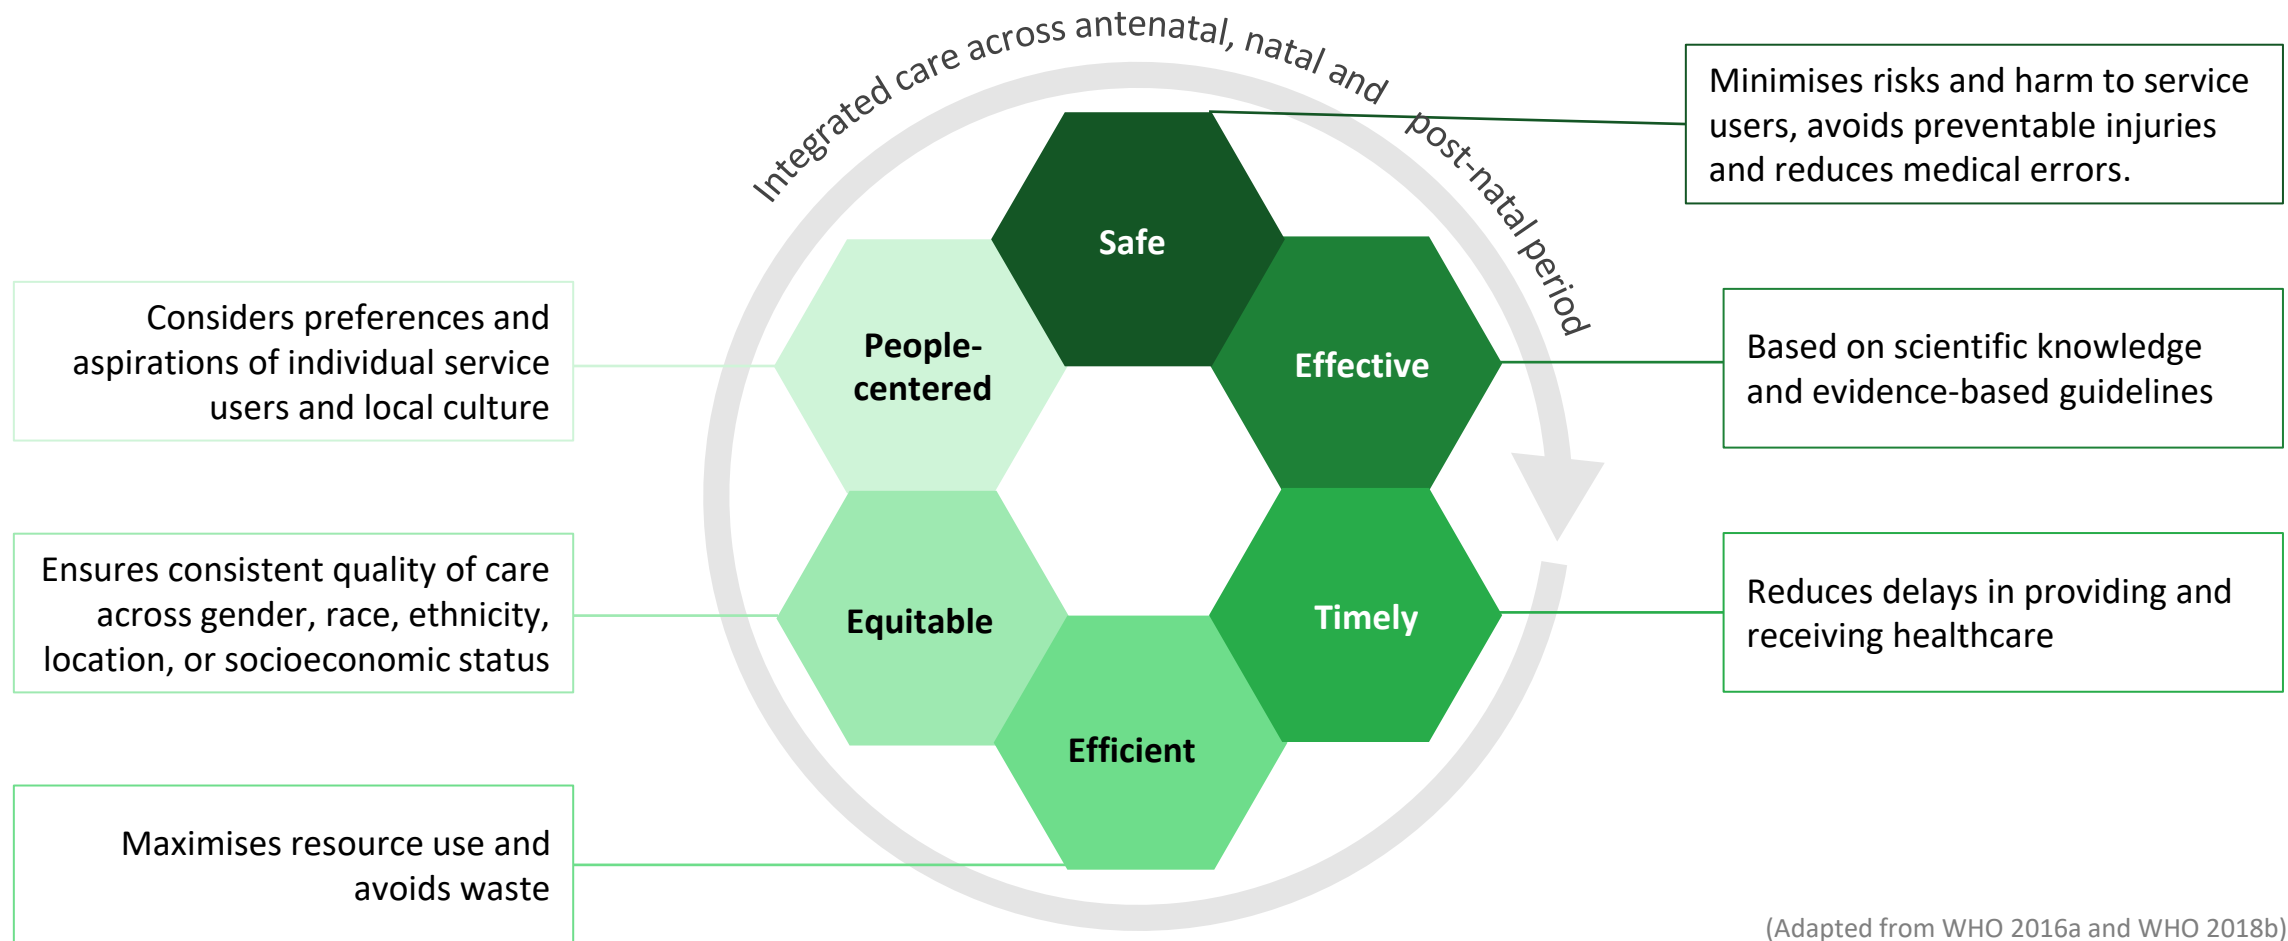 Integrated care across antenatal, natal and post-natal period
Minimises risks and harm to service
users, avoids preventable injuries
and reduces medical errors.
Safe
Considers preferences and
aspirations of individual service
users and local culture
People-
centered
Effective
Based on scientific knowledge
and evidence-based guidelines
Ensures consistent quality of care
across gender, race, ethnicity,
location, or socioeconomic status
Equitable
Timely
Reduces delays in providing and
receiving healthcare
Efficient
Maximises resource use and
avoids waste
(Adapted from WHO 2016a and WHO 2018b)